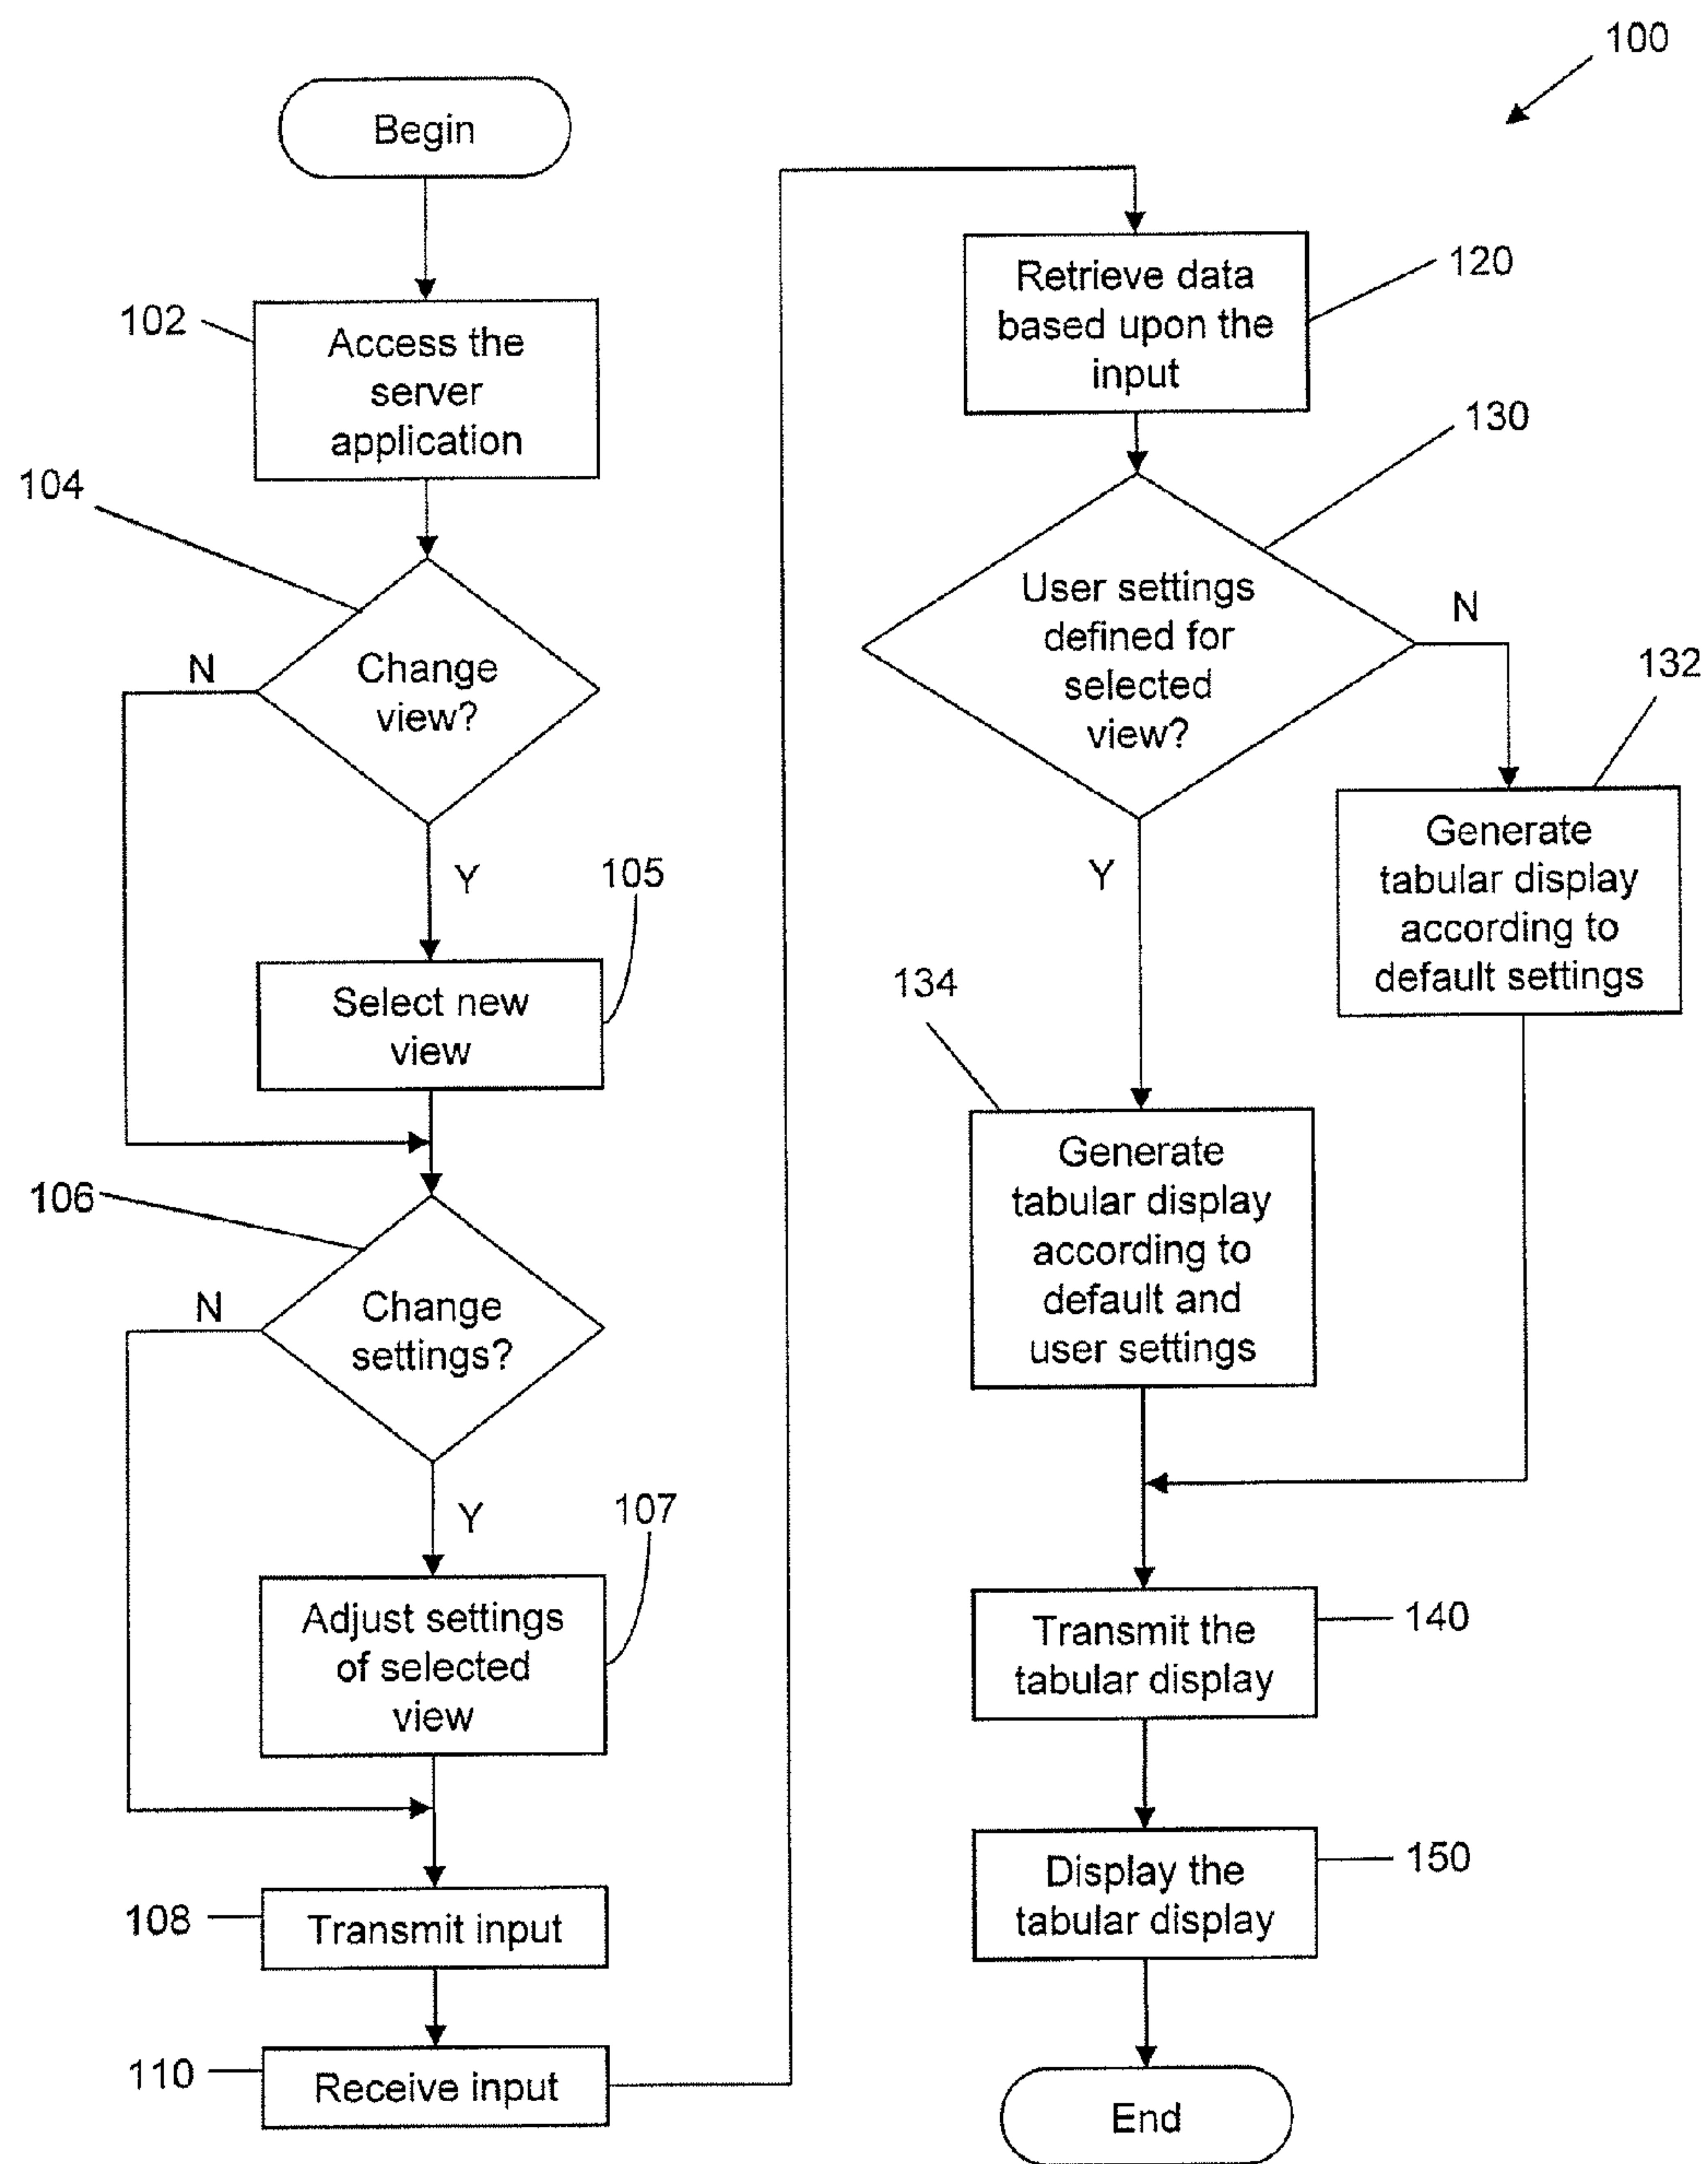 100
Begin
102
Access the
server
application
104
Change
view?
N
Y
105
Select new
view
106
Change
settings?
N
Y
107
Adjust settings
of selected
view
108
Transmit input
110
Receive input
120
Retrieve data
based upon the
input
130
User settings
defined for
selected
view?
N
132
Generate
tabular display
according to
default settings
Y
134
Generate
tabular display
according to
default and
user settings
140
Transmit the
tabular display
150
Display the
tabular display
End